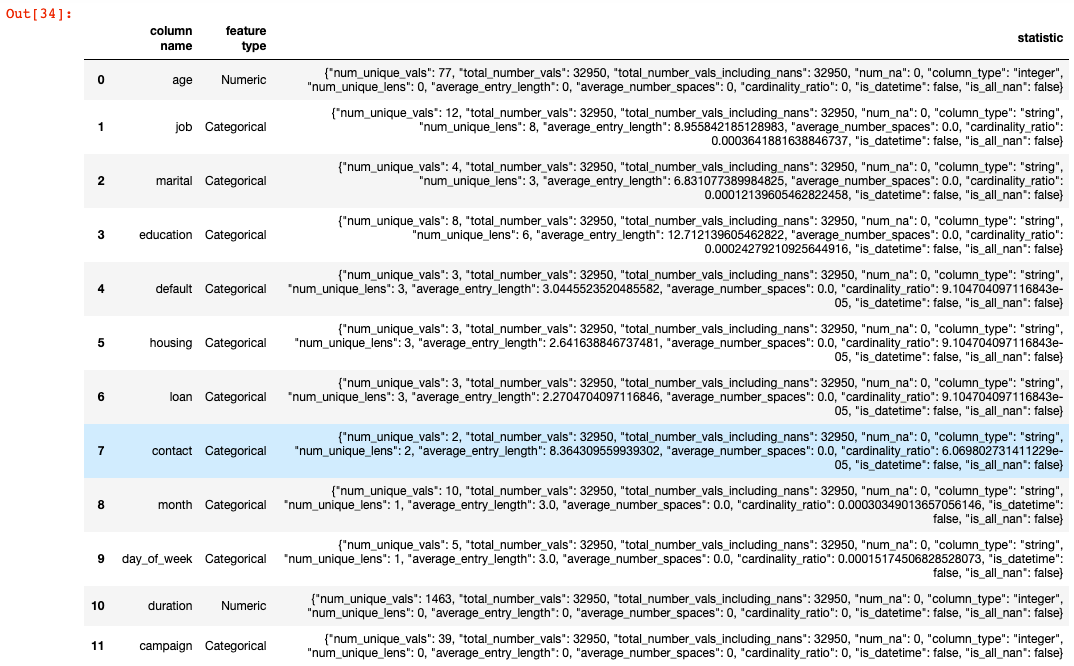 Out[34]:
column name feature type statistic
0 age Numeric {"num_unique_vals": 77, "total_number_vals": 32950, "total_number_vals_including_nans": 32950, "num_na": 0, "column_type": "integer",
"num_unique_lens": 0, "average_entry_length": 0, "average_number_spaces": 0, "cardinality_ratio": 0, "is_datetime": false, "is_all_nan": false}
1 job Categorical {"num_unique_vals": 12, "total_number_vals": 32950, "total_number_vals_including_nans": 32950, "num_na": 0, "column_type": "string",
"num_unique_lens": 8, "average_entry_length": 8.955842185128983, "average_number_spaces": 0.0, "cardinality_ratio":
0.0003641881638846737, "is_datetime": false, "is_all_nan": false}
2 marital Categorical {"num_unique_vals": 4, "total_number_vals": 32950, "total_number_vals_including_nans": 32950, "num_na": 0, "column_type": "string",
"num_unique_lens": 3, "average_entry_length": 6.831077389984825, "average_number_spaces": 0.0, "cardinality_ratio":
0.00012139605462822458, "is_datetime": false, "is_all_nan": false}
3 education Categorical {"num_unique_vals": 8, "total_number_vals": 32950, "total_number_vals_including_nans": 32950, "num_na": 0, "column_type": "string",
"num_unique_lens": 6, "average_entry_length": 12.712139605462822, "average_number_spaces": 0.0, "cardinality_ratio":
0.00024279210925644916, "is_datetime": false, "is_all_nan": false}
4 default Categorical {"num_unique_vals": 3, "total_number_vals": 32950, "total_number_vals_including_nans": 32950, "num_na": 0, "column_type": "string",
"num_unique_lens": 3, "average_entry_length": 3.0445523520485582, "average_number_spaces": 0.0, "cardinality_ratio": 9.104704097116843e-
05, "is_datetime": false, "is_all_nan": false}
5 housing Categorical {"num_unique_vals": 3, "total_number_vals": 32950, "total_number_vals_including_nans": 32950, "num_na": 0, "column_type": "string",
"num_unique_lens": 3, "average_entry_length": 2.641638846737481, "average_number_spaces": 0.0, "cardinality_ratio": 9.104704097116843e-
05, "is_datetime": false, "is_all_nan": false}
6 loan Categorical {"num_unique_vals": 3, "total_number_vals": 32950, "total_number_vals_including_nans": 32950, "num_na": 0, "column_type": "string",
"num_unique_lens": 3, "average_entry_length": 2.2704704097116846, "average_number_spaces": 0.0, "cardinality_ratio": 9.104704097116843e-
05, "is_datetime": false, "is_all_nan": false}
7 contact Categorical {"num_unique_vals": 2, "total_number_vals": 32950, "total_number_vals_including_nans": 32950, "num_na": 0, "column_type": "string",
"num_unique_lens": 2, "average_entry_length": 8.364309559939302, "average_number_spaces": 0.0, "cardinality_ratio": 6.069802731411229e-
05, "is_datetime": false, "is_all_nan": false}
8 month Categorical {"num_unique_vals": 10, "total_number_vals": 32950, "total_number_vals_including_nans": 32950, "num_na": 0, "column_type": "string",
"num_unique_lens": 1, "average_entry_length": 3.0, "average_number_spaces": 0.0, "cardinality_ratio": 0.00030349013657056146, "is_datetime":
false, "is_all_nan": false}
9 day_of_week Categorical {"num_unique_vals": 5, "total_number_vals": 32950, "total_number_vals_including_nans": 32950, "num_na": 0, "column_type": "string",
"num_unique_lens": 1, "average_entry_length": 3.0, "average_number_spaces": 0.0, "cardinality_ratio": 0.00015174506828528073, "is_datetime":
false, "is_all_nan": false}
10 duration Numeric {"num_unique_vals": 1463, "total_number_vals": 32950, "total_number_vals_including_nans": 32950, "num_na": 0, "column_type": "integer",
"num_unique_lens": 0, "average_entry_length": 0, "average_number_spaces": 0, "cardinality_ratio": 0, "is_datetime": false, "is_all_nan": false}
11 campaign Categorical {"num_unique_vals": 39, "total_number_vals": 32950, "total_number_vals_including_nans": 32950, "num_na": 0, "column_type": "integer",
"num_unique_lens": 0, "average_entry_length": 0, "average_number_spaces": 0, "cardinality_ratio": 0, "is_datetime": false, "is_all_nan": false}